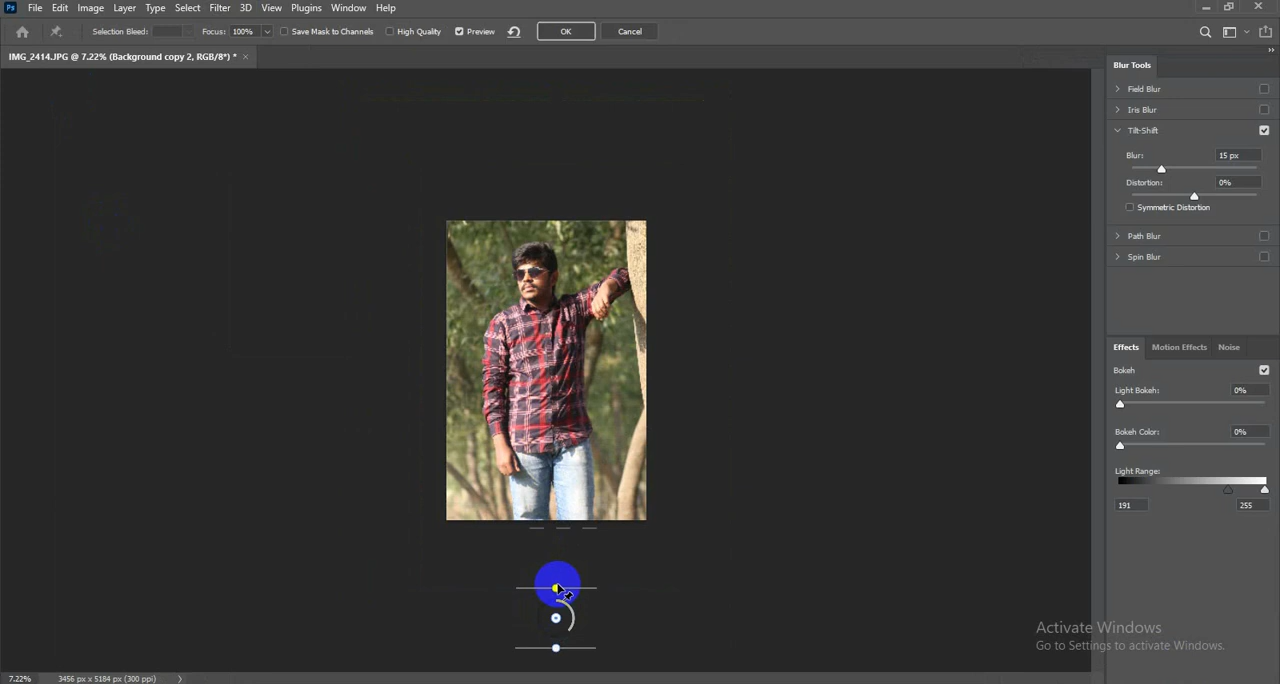 Ps File Edit Image Layer Type Select Filter 3D View Plugins Window Help
Selection Bleed: Focus: 100% Save Mask to Channels High Quality Preview OK Cancel
IMG_2414.JPG @ 7.22% (Background copy 2, RGB/8*) * ×
Blur Tools
Field Blur
Iris Blur
Tilt-Shift
Blur: 15 px
Distortion: 0%
Symmetric Distortion
Path Blur
Spin Blur
Effects Motion Effects Noise
Bokeh
Light Bokeh: 0%
Bokeh Color: 0%
Light Range:
191 255
Activate Windows
Go to Settings to activate Windows.
7.22% 3456 px x 5184 px (300 ppi)